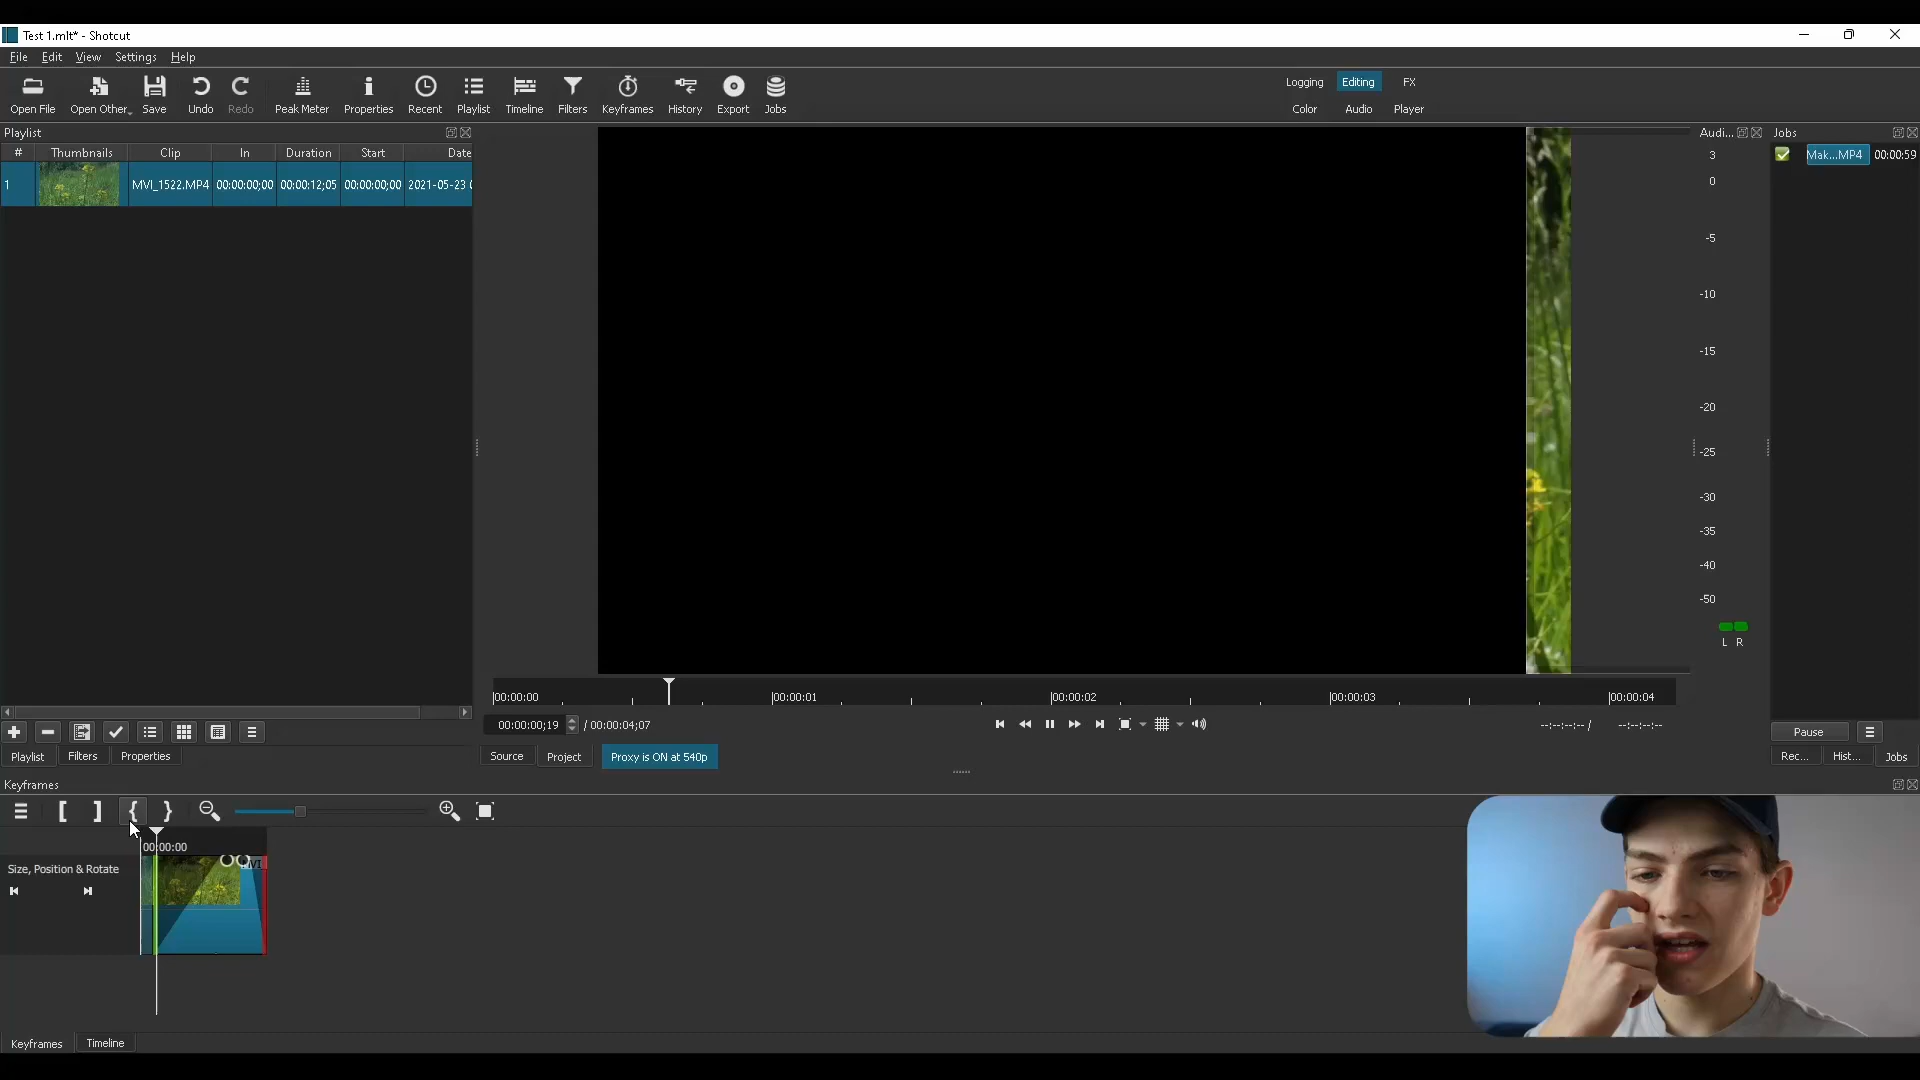 Test 1.mlt* - Shotcut
File Edit View Settings Help
Open File Open Other... Save Undo Redo Peak Meter Properties Recent Playlist Timeline Filters Keyframes History Export Jobs
Logging Editing FX
Color Audio Player
Playlist
# Thumbnails Clip In Duration Start Date
1 MVI_1522.MP4 00:00:00;00 00:00:12;05 00:00:00;00 2021-05-23
Audi... Jobs
Mak...MP4 00:00:59
3
0
-5
-10
-15
-20
-25
-30
-35
-40
-50
L R
00:00:00 00:00:01 00:00:02 00:00:03 00:00:04
00:00:00;19 / 00:00:04;07 --:--:--:-- / --:--:--:--
Pause
Playlist Filters Properties
Source Project Proxy is ON at 540p
Rec... Hist... Jobs
Keyframes
[ ] { }
00:00:00
Size, Position & Rotate
MVI
Keyframes Timeline